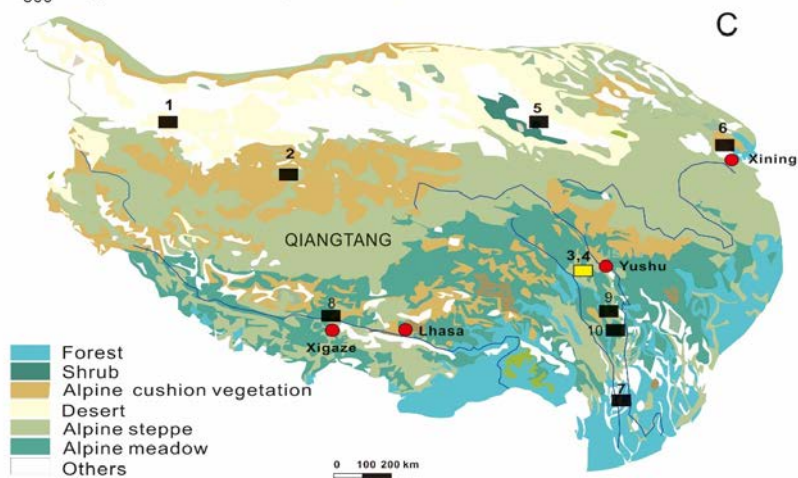 C
1
5
6
2
Xining
QIANGTANG
3,4
Yushu
9
8
10
Lhasa
Xigaze
7
Forest
Shrub
Alpine cushion vegetation
Desert
Alpine steppe
Alpine meadow
Others
0 100 200 km